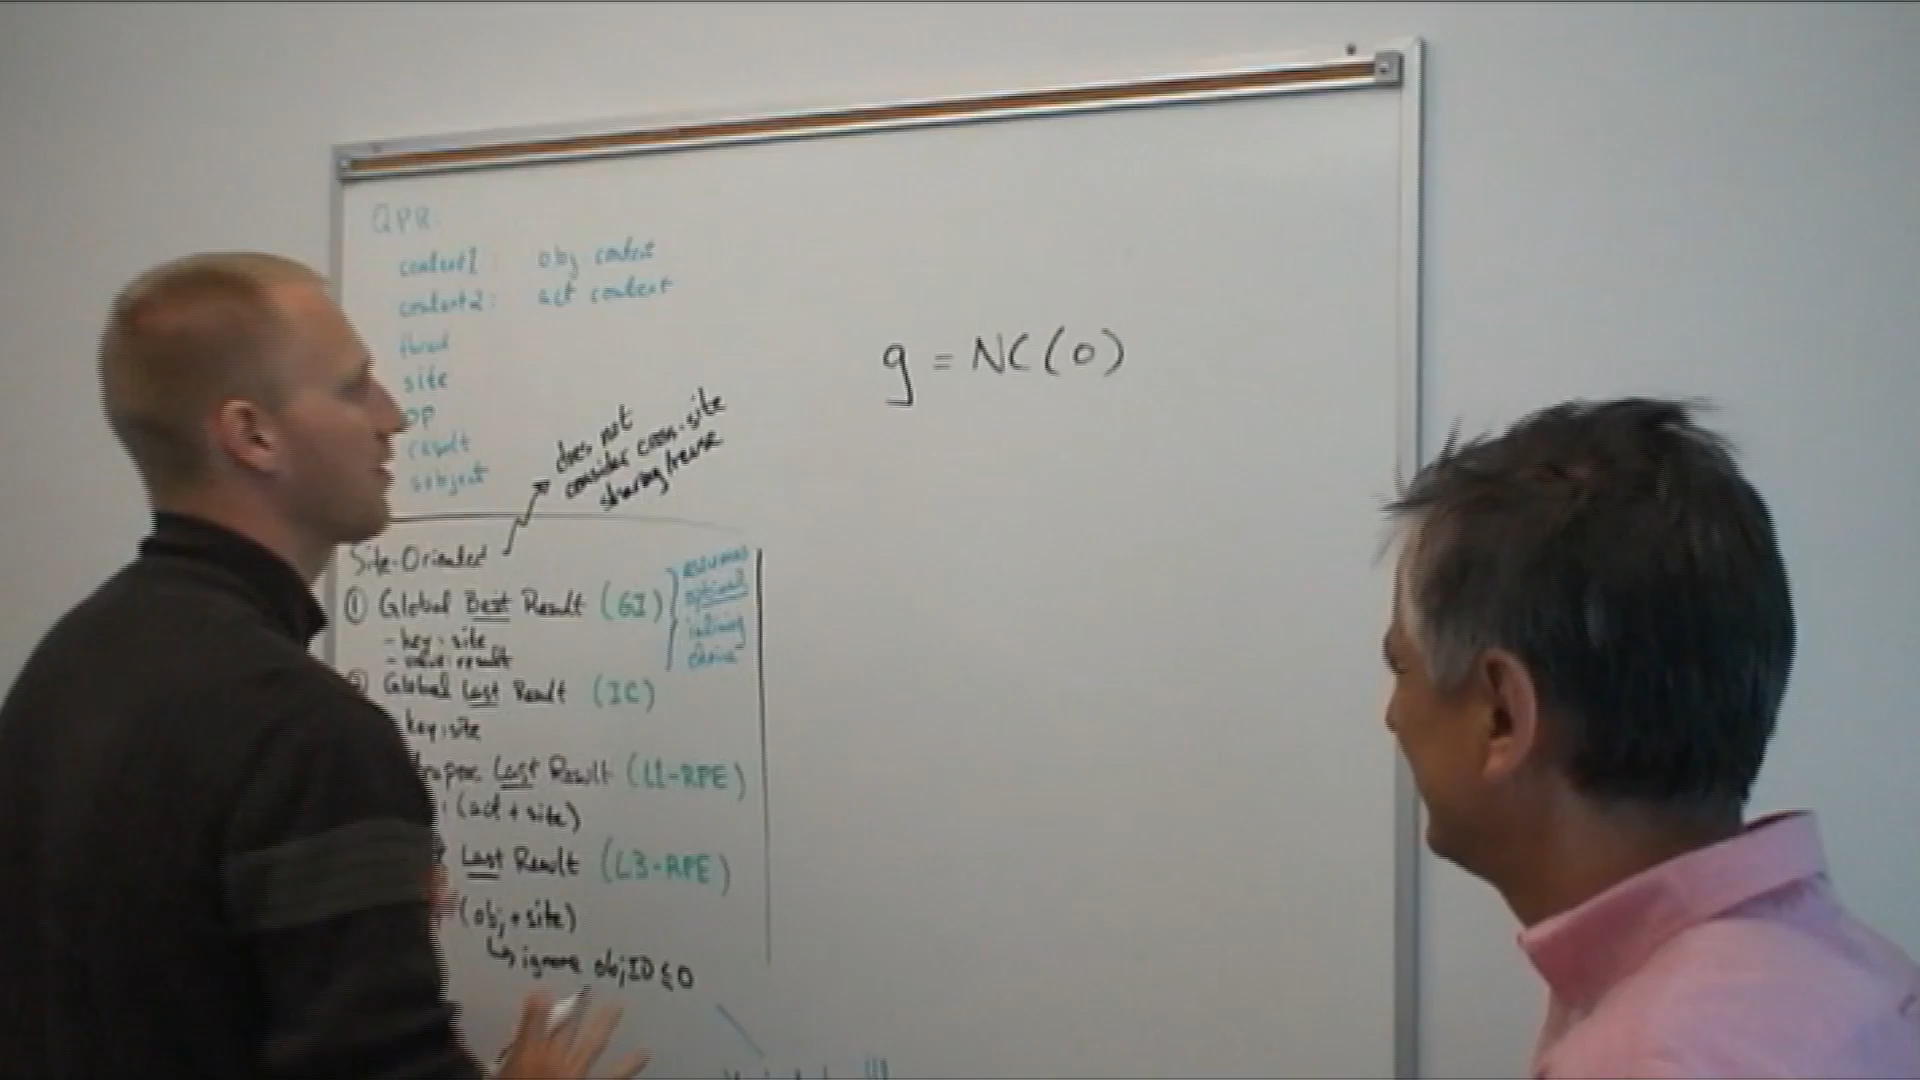 QPR:
context1: obj context
context2: act context
thread
site
OP
result
subject
does not
consider cross-site
sharing/reuse
g = NC(0)
Site-Oriented
① Global Best Result (GI)
- key: site
- value: result
assumes
optimal
inlining
choice
Global Last Result (IC)
key: site
Last Result (L1-RPE)
: (act + site)
Last Result (L3-RPE)
(obj + site)
↳ ignore objID ≤ 0